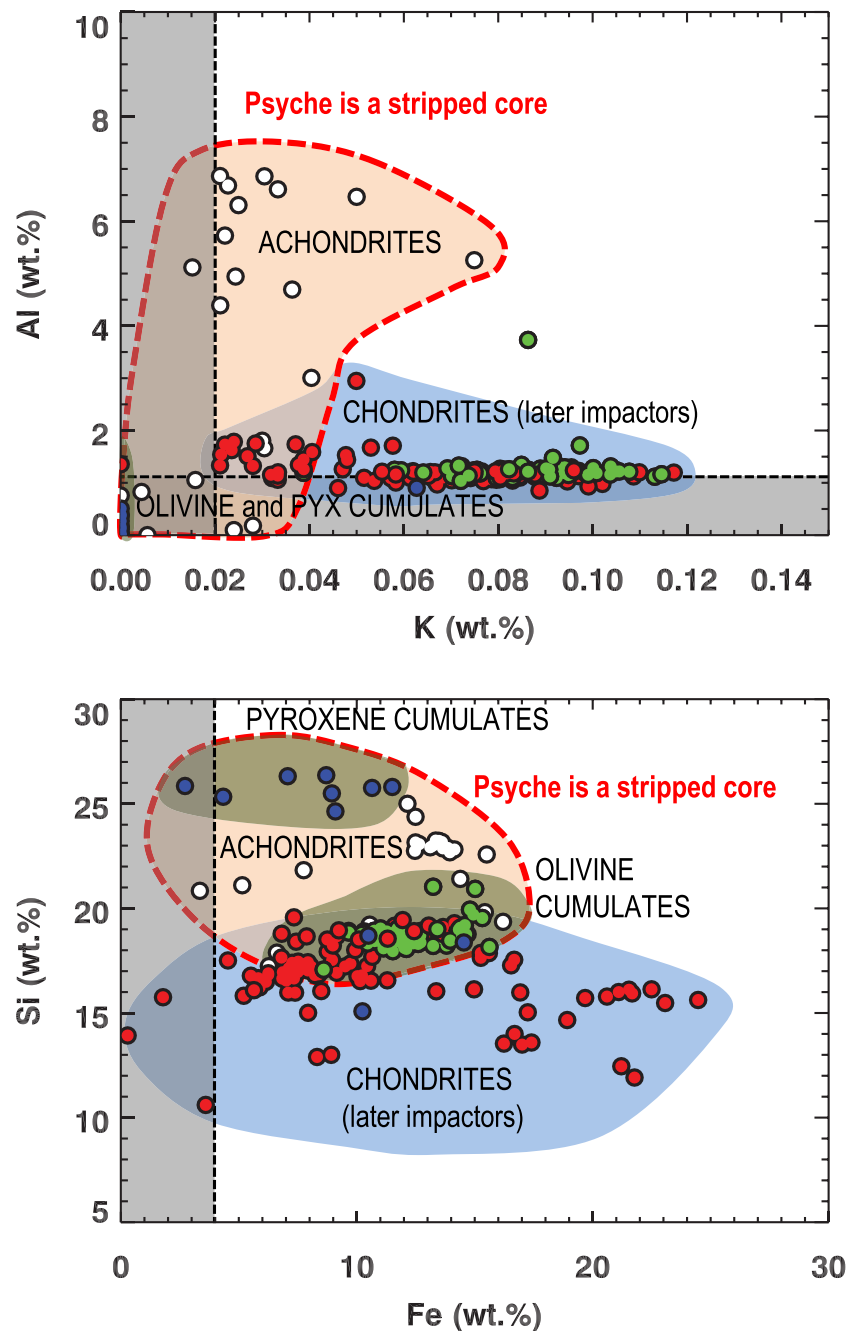 10
Psyche is a stripped core
8
6
ACHONDRITES
Al (wt.%)
4
CHONDRITES (later impactors)
2
OLIVINE and PYX CUMULATES
0
0.00 0.02 0.04 0.06 0.08 0.10 0.12 0.14
K (wt.%)
30
PYROXENE CUMULATES
Psyche is a stripped core
25
ACHONDRITES
OLIVINE
CUMULATES
20
Si (wt.%)
15
CHONDRITES
(later impactors)
10
5
0 10 20 30
Fe (wt.%)